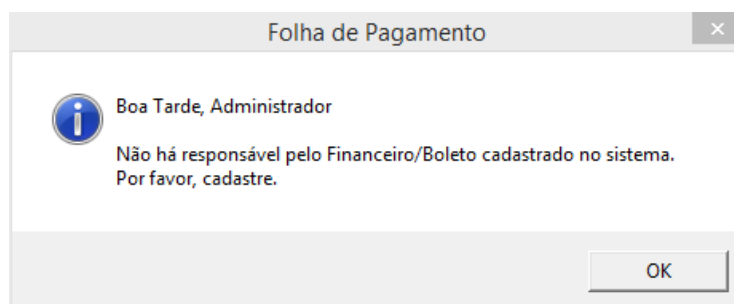 Folha de Pagamento
Boa Tarde, Administrador
Não há responsável pelo Financeiro/Boleto cadastrado no sistema.
Por favor, cadastre.
OK